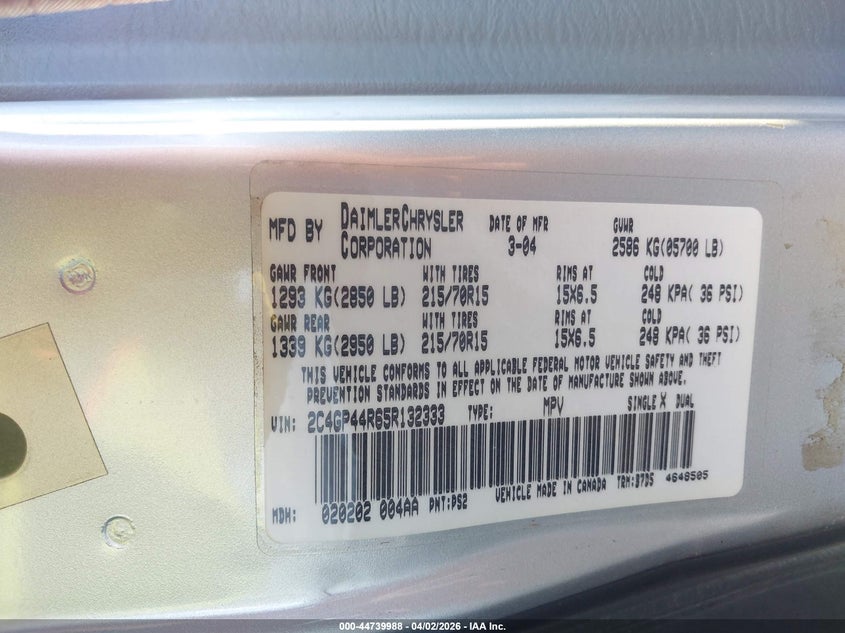 MFD BY DAIMLERCHRYSLER CORPORATION DATE OF MFR 3-04 GVWR 2586 KG(05700 LB)
GAWR FRONT WITH TIRES RIMS AT COLD
1293 KG(2850 LB) 215/70R15 15X6.5 248 KPA( 36 PSI)
GAWR REAR WITH TIRES RIMS AT COLD
1339 KG(2950 LB) 215/70R15 15X6.5 248 KPA( 36 PSI)
THIS VEHICLE CONFORMS TO ALL APPLICABLE FEDERAL MOTOR VEHICLE SAFETY AND THEFT
PREVENTION STANDARDS IN EFFECT ON THE DATE OF MANUFACTURE SHOWN ABOVE.
VIN: 2C4GP44R65R132333 TYPE: MPV SINGLE X DUAL
MDH: 020202 004AA PNT:PS2 VEHICLE MADE IN CANADA TRM:B7D5 4648505
000-44739988 - 04/02/2026 - IAA Inc.